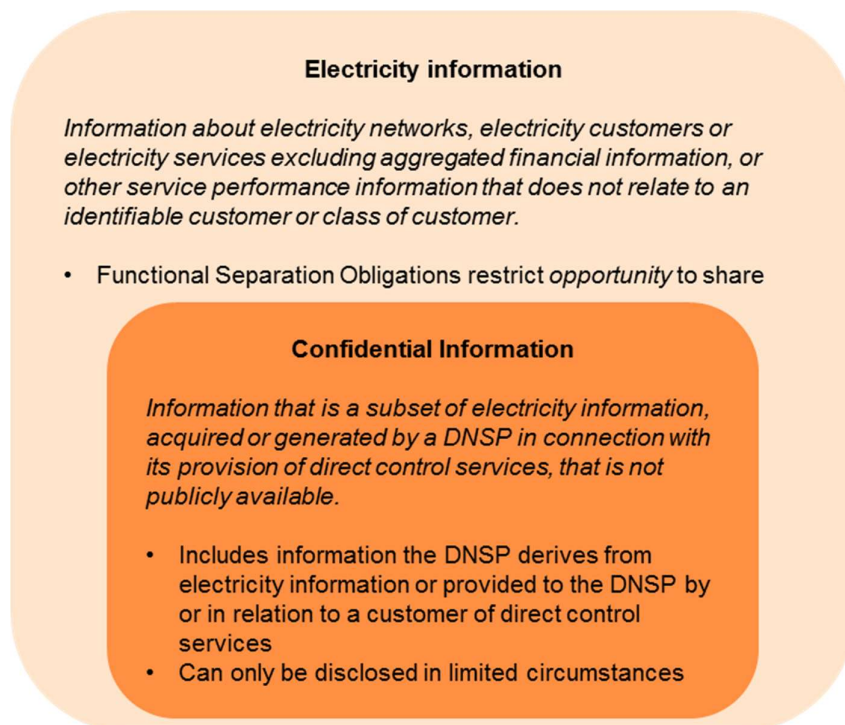 Electricity information
Information about electricity networks, electricity customers or
electricity services excluding aggregated financial information, or
other service performance information that does not relate to an
identifiable customer or class of customer.
• Functional Separation Obligations restrict opportunity to share
Confidential Information
Information that is a subset of electricity information,
acquired or generated by a DNSP in connection with
its provision of direct control services, that is not
publicly available.
• Includes information the DNSP derives from
electricity information or provided to the DNSP by
or in relation to a customer of direct control
services
• Can only be disclosed in limited circumstances